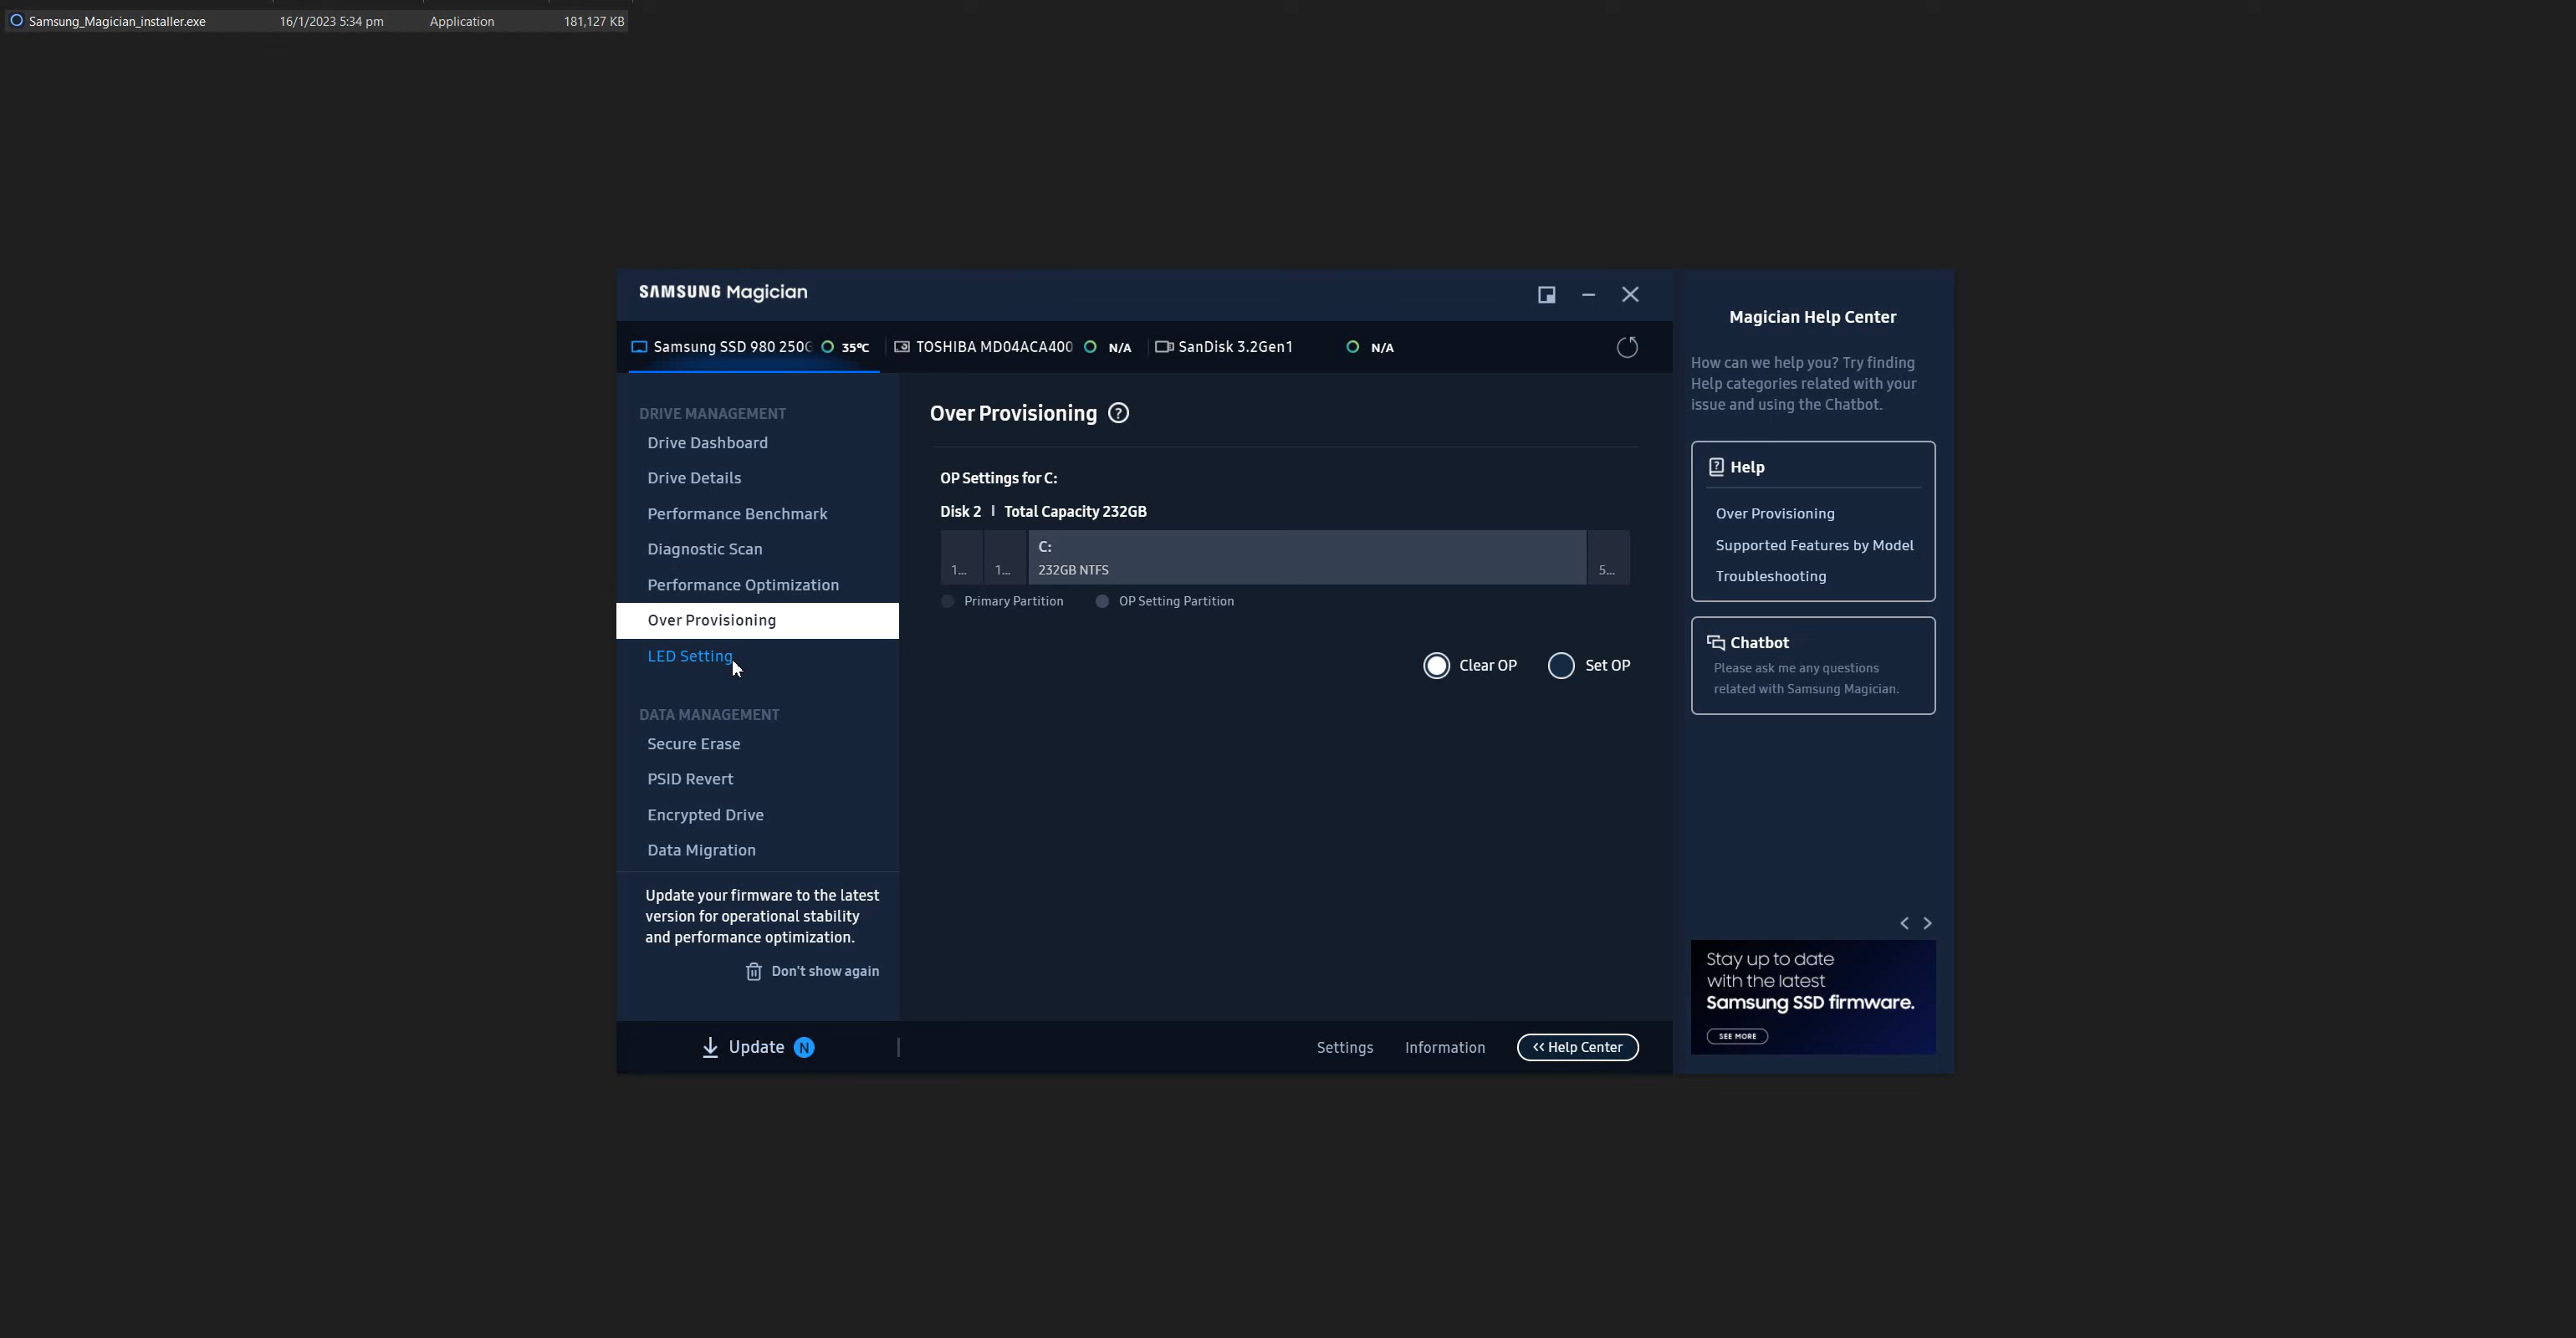 Samsung_Magician_installer.exe 16/1/2023 5:34 pm Application 181,127 KB
SAMSUNG Magician
Samsung SSD 980 250G 35°C TOSHIBA MD04ACA400 N/A SanDisk 3.2Gen1 N/A
DRIVE MANAGEMENT
Drive Dashboard
Drive Details
Performance Benchmark
Diagnostic Scan
Performance Optimization
Over Provisioning
LED Setting
DATA MANAGEMENT
Secure Erase
PSID Revert
Encrypted Drive
Data Migration
Update your firmware to the latest
version for operational stability
and performance optimization.
Don't show again
Update N
Over Provisioning ?
OP Settings for C:
Disk 2 | Total Capacity 232GB
C:
1... 1... 232GB NTFS 5...
Primary Partition OP Setting Partition
Clear OP Set OP
Settings Information << Help Center
Magician Help Center
How can we help you? Try finding
Help categories related with your
issue and using the Chatbot.
Help
Over Provisioning
Supported Features by Model
Troubleshooting
Chatbot
Please ask me any questions
related with Samsung Magician.
Stay up to date
with the latest
Samsung SSD firmware.
SEE MORE